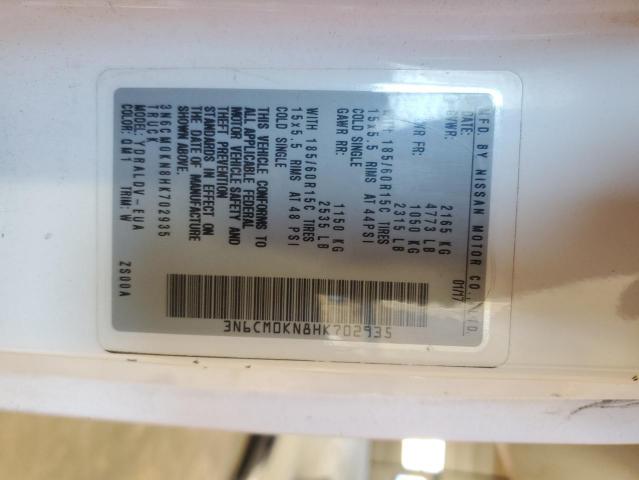 MFD. BY NISSAN MOTOR CO., LTD.
DATE: 01/17
GVWR: 2165 KG
4773 LB
GAWR FR: 1050 KG
2315 LB
WITH 185/60R15C TIRES
15x5.5 RIMS AT 44PSI
COLD SINGLE
GAWR RR: 1150 KG
2535 LB
WITH 185/60R15C TIRES
15x5.5 RIMS AT 48 PSI
COLD SINGLE
THIS VEHICLE CONFORMS TO
ALL APPLICABLE FEDERAL
MOTOR VEHICLE SAFETY AND
THEFT PREVENTION
STANDARDS IN EFFECT ON
THE DATE OF MANUFACTURE
SHOWN ABOVE.
3N6CM0KN8HK702935
TRUCK
MODEL: YDRALDV-EUA
COLOR: QM1 TRIM: W
ZS00A
3N6CM0KN8HK702935